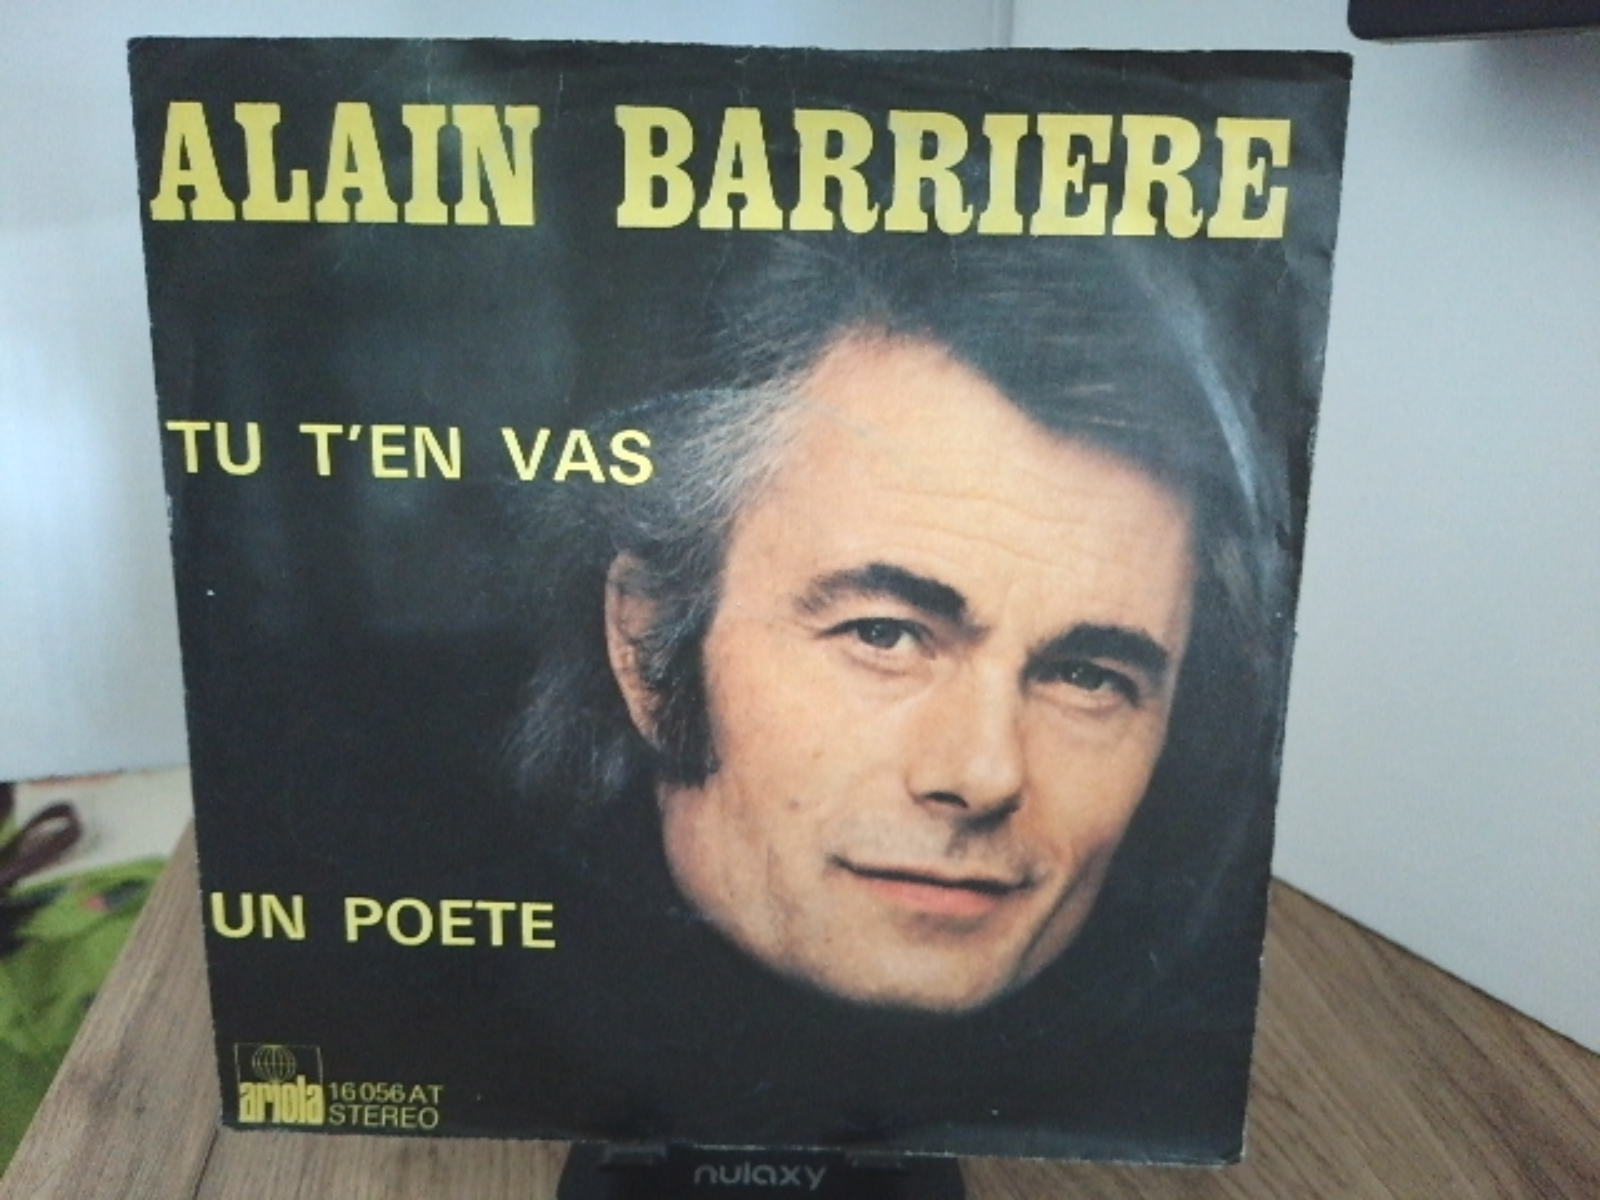 ALAIN BARRIERE
TU T'EN VAS
UN POETE
ariola 16 056 AT
STEREO
nulaxy